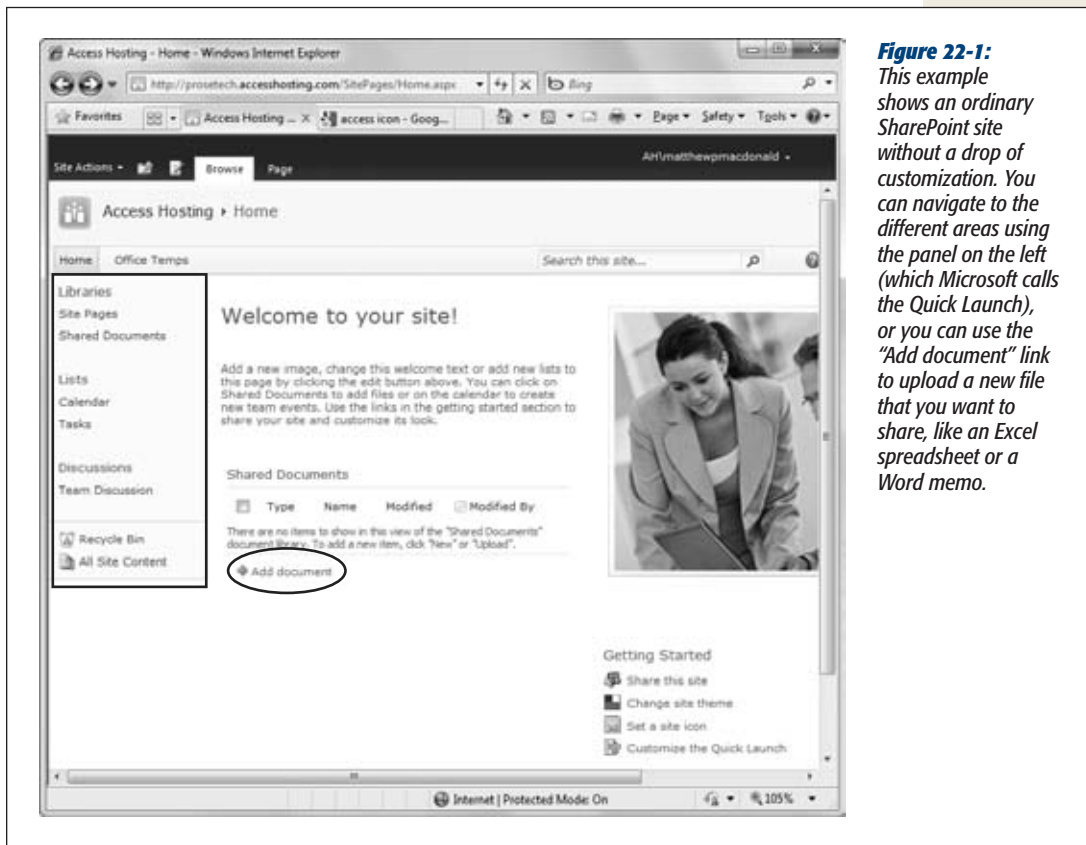 Access Hosting - Home - Windows Internet Explorer
http://prosetech.accesshosting.com/SitePages/Home.aspx
Bing
Favorites
Access Hosting ...
access icon - Goog...
Page
Safety
Tools
Site Actions
Browse
Page
AH\matthewpmacdonald
Access Hosting ▸ Home
Home
Office Temps
Search this site...
Libraries
Site Pages
Shared Documents
Lists
Calendar
Tasks
Discussions
Team Discussion
Recycle Bin
All Site Content
Welcome to your site!
Add a new image, change this welcome text or add new lists to
this page by clicking the edit button above. You can click on
Shared Documents to add files or on the calendar to create
new team events. Use the links in the getting started section to
share your site and customize its look.
Shared Documents
Type Name Modified Modified By
There are no items to show in this view of the "Shared Documents"
document library. To add a new item, click "New" or "Upload".
Add document
Getting Started
Share this site
Change site theme
Set a site icon
Customize the Quick Launch
Internet | Protected Mode: On
105%
Figure 22-1:
This example
shows an ordinary
SharePoint site
without a drop of
customization. You
can navigate to the
different areas using
the panel on the left
(which Microsoft calls
the Quick Launch),
or you can use the
“Add document” link
to upload a new file
that you want to
share, like an Excel
spreadsheet or a
Word memo.